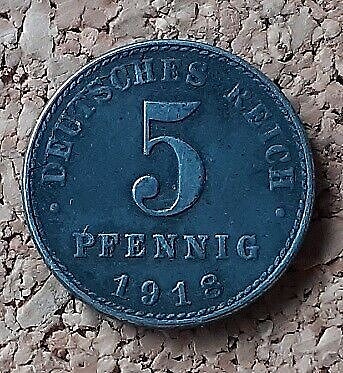 · DEUTSCHES REICH ·
5
PFENNIG
1918